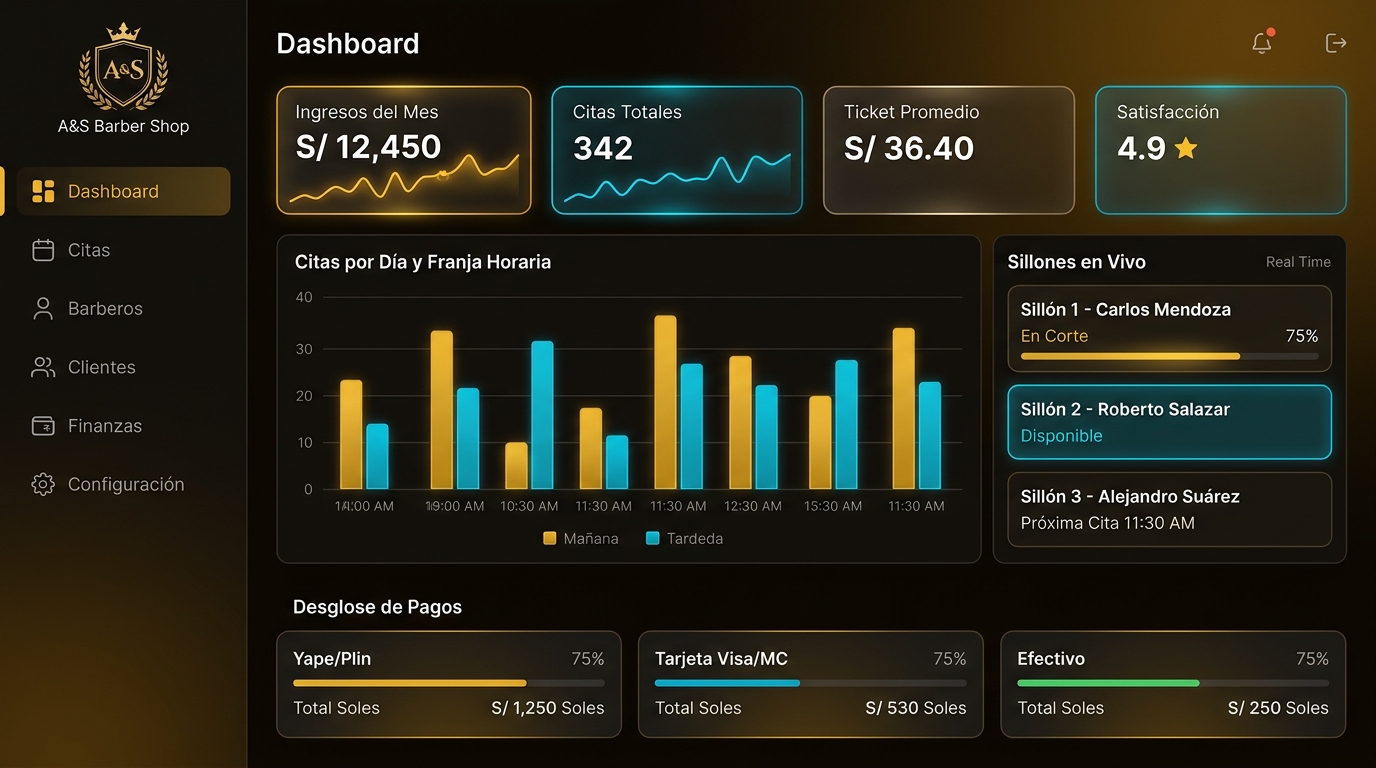 A&S
A&S Barber Shop
Dashboard
Citas
Barberos
Clientes
Finanzas
Configuración
Dashboard
Ingresos del Mes
S/ 12,450
Citas Totales
342
Ticket Promedio
S/ 36.40
Satisfacción
4.9
Citas por Día y Franja Horaria
40
30
20
10
0
10:30 AM 11:30 AM 11:30 AM 12:30 AM 15:30 AM 11:30 AM
Mañana Tardeda
Sillones en Vivo Real Time
Sillón 1 - Carlos Mendoza
En Corte 75%
Sillón 2 - Roberto Salazar
Disponible
Sillón 3 - Alejandro Suárez
Próxima Cita 11:30 AM
Desglose de Pagos
Yape/Plin 75%
Total Soles S/ 1,250 Soles
Tarjeta Visa/MC 75%
Total Soles S/ 530 Soles
Efectivo 75%
Total Soles S/ 250 Soles